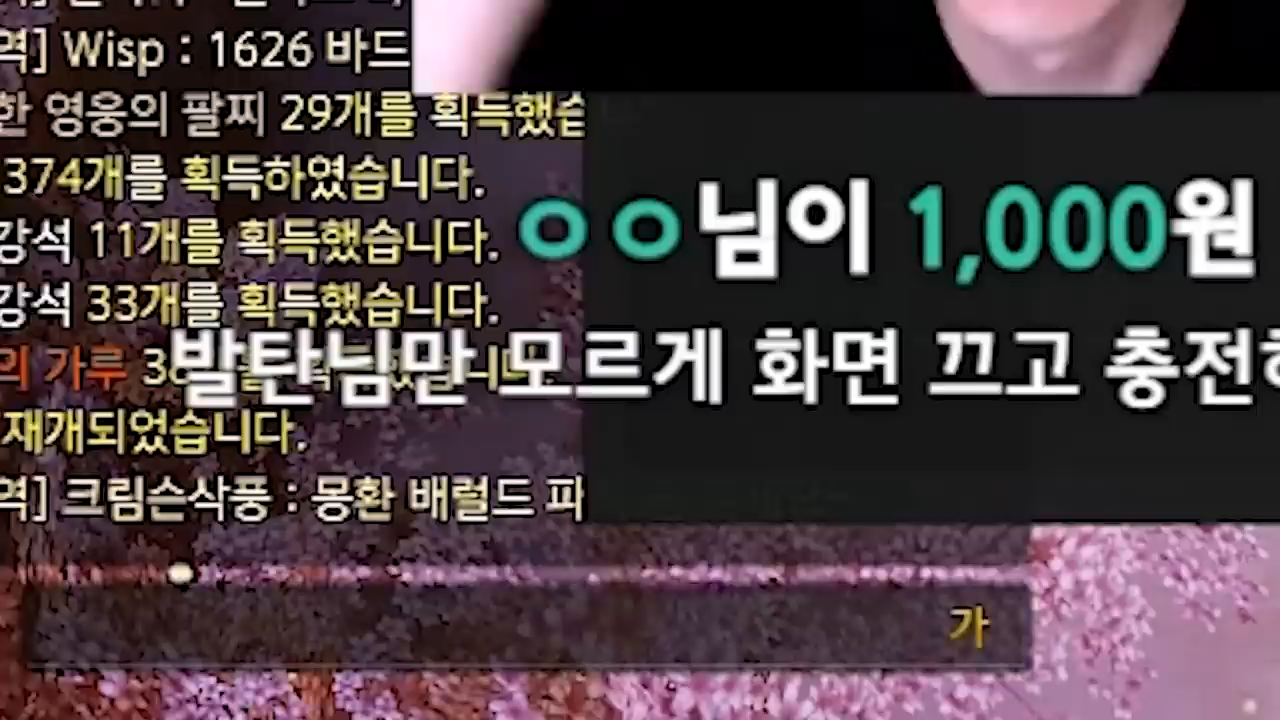 역] Wisp : 1626 바드
한 영웅의 팔찌 29개를 획득했습
374개를 획득하였습니다.
강석 11개를 획득했습니다.
강석 33개를 획득했습니다.
의 가루
재개되었습니다.
역] 크림슨삭풍 : 몽환 배럴드 파
ㅇㅇ님이 1,000원
발탄님만 모르게 화면 끄고 충전하
가